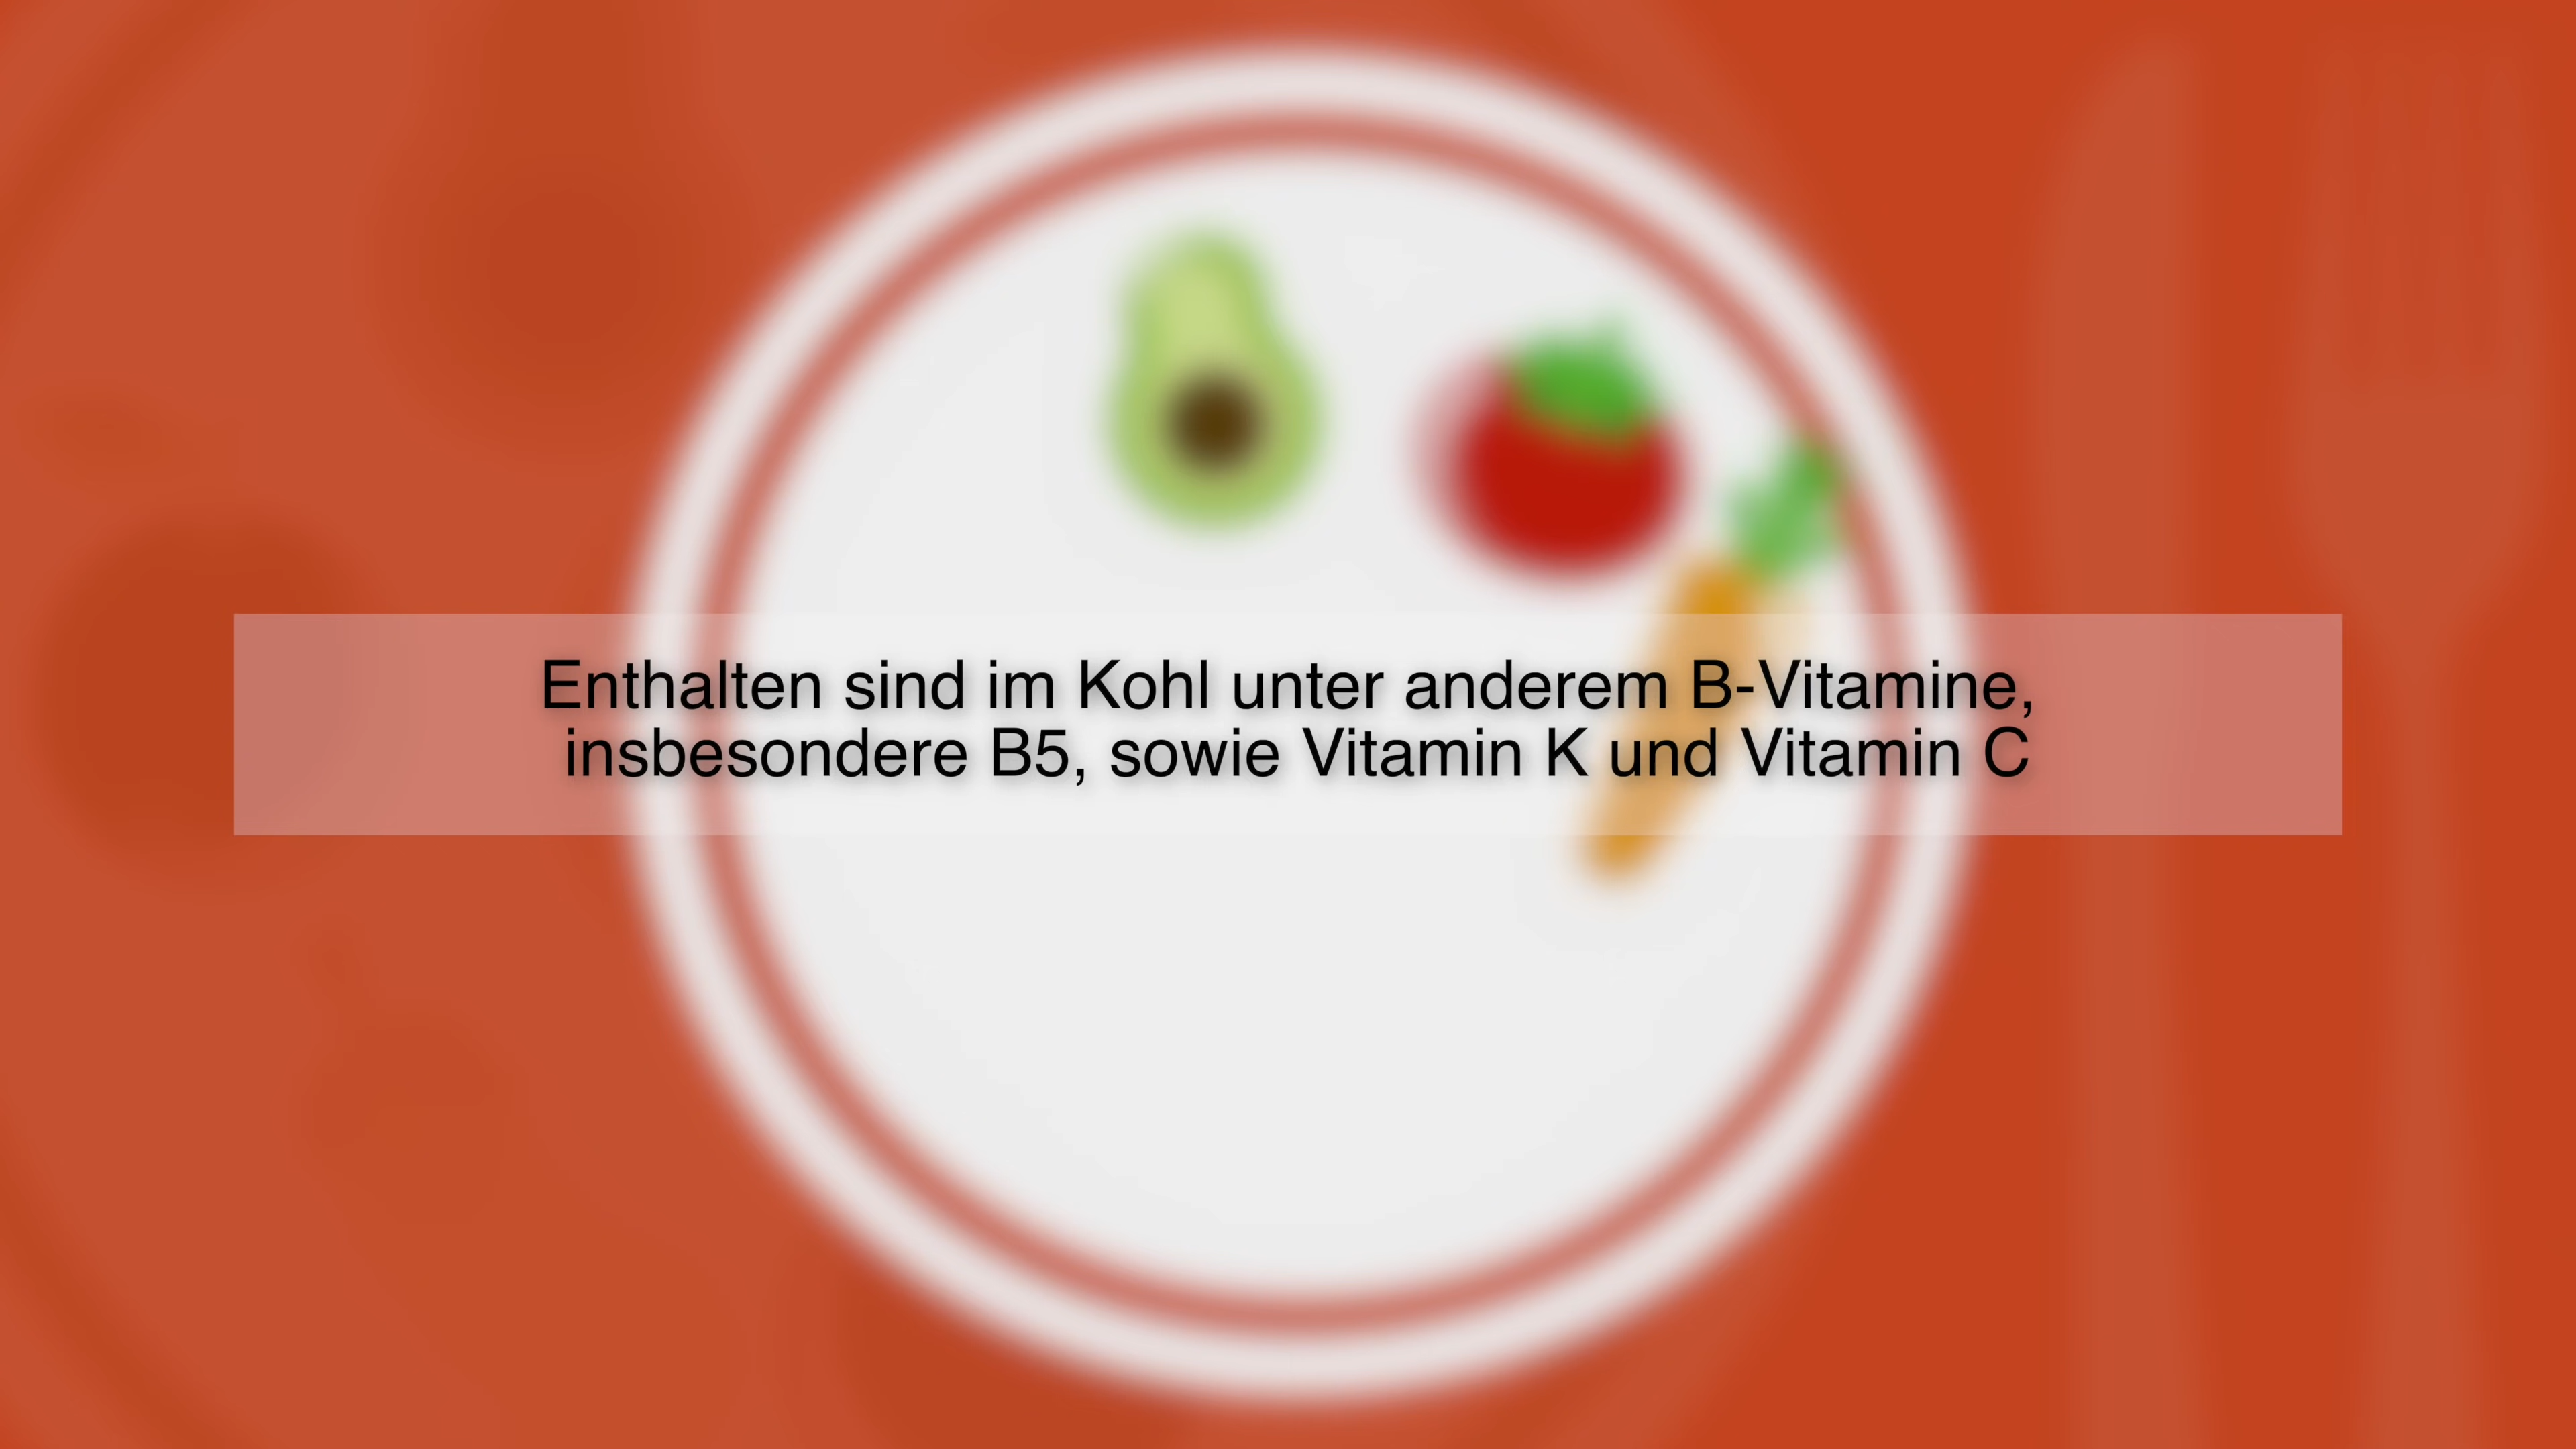 Enthalten sind im Kohl unter anderem B-Vitamine,
insbesondere B5, sowie Vitamin K und Vitamin C